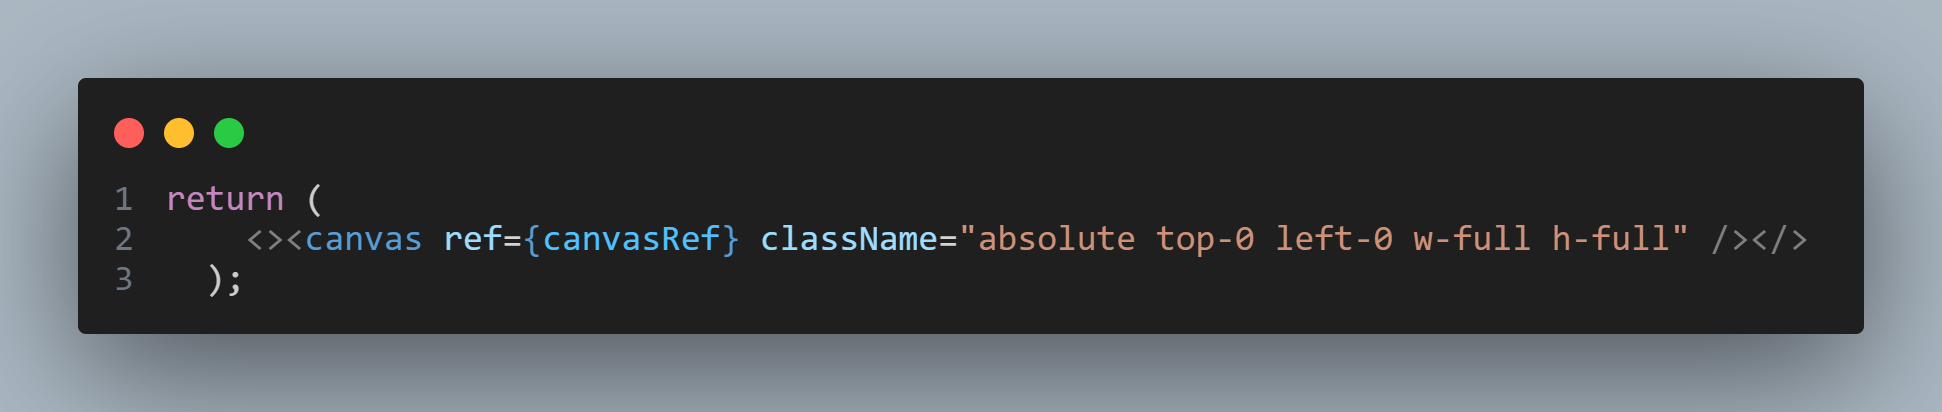 1 return (
2     <><canvas ref={canvasRef} className="absolute top-0 left-0 w-full h-full" /></>
3   );